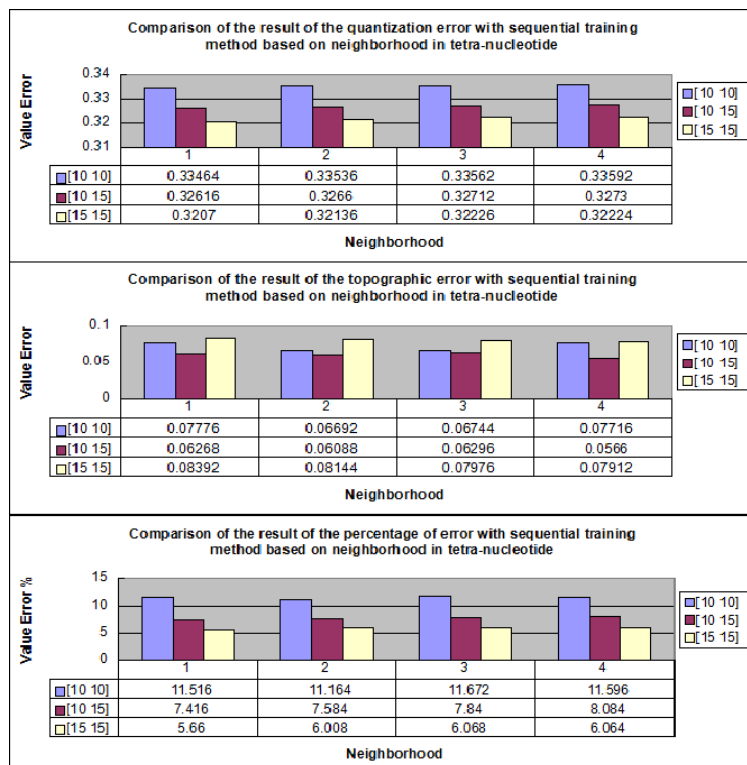 Comparison of the result of the quantization error with sequential training
method based on neighborhood in tetra-nucleotide
Value Error
0.34
0.33
0.32
0.31
[10 10]
[10 15]
[15 15]
1 2 3 4
[10 10] 0.33464 0.33536 0.33562 0.33592
[10 15] 0.32616 0.3266 0.32712 0.3273
[15 15] 0.3207 0.32136 0.32226 0.32224
Neighborhood
Comparison of the result of the topographic error with sequential training
method based on neighborhood in tetra-nucleotide
Value Error
0.1
0.05
0
[10 10]
[10 15]
[15 15]
1 2 3 4
[10 10] 0.07776 0.06692 0.06744 0.07716
[10 15] 0.06268 0.06088 0.06296 0.0566
[15 15] 0.08392 0.08144 0.07976 0.07912
Neighborhood
Comparison of the result of the percentage of error with sequential training
method based on neighborhood in tetra-nucleotide
Value Error %
15
10
5
0
[10 10]
[10 15]
[15 15]
1 2 3 4
[10 10] 11.516 11.164 11.672 11.596
[10 15] 7.416 7.584 7.84 8.084
[15 15] 5.66 6.008 6.068 6.064
Neighborhood